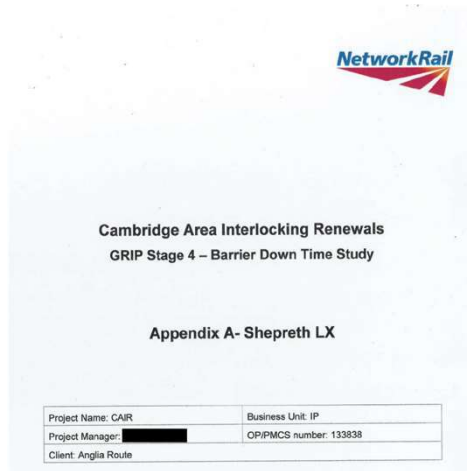 NetworkRail
Cambridge Area Interlocking Renewals
GRIP Stage 4 – Barrier Down Time Study
Appendix A- Shepreth LX
Project Name: CAIR
Business Unit: IP
Project Manager:
OP/PMCS number: 133838
Client: Anglia Route